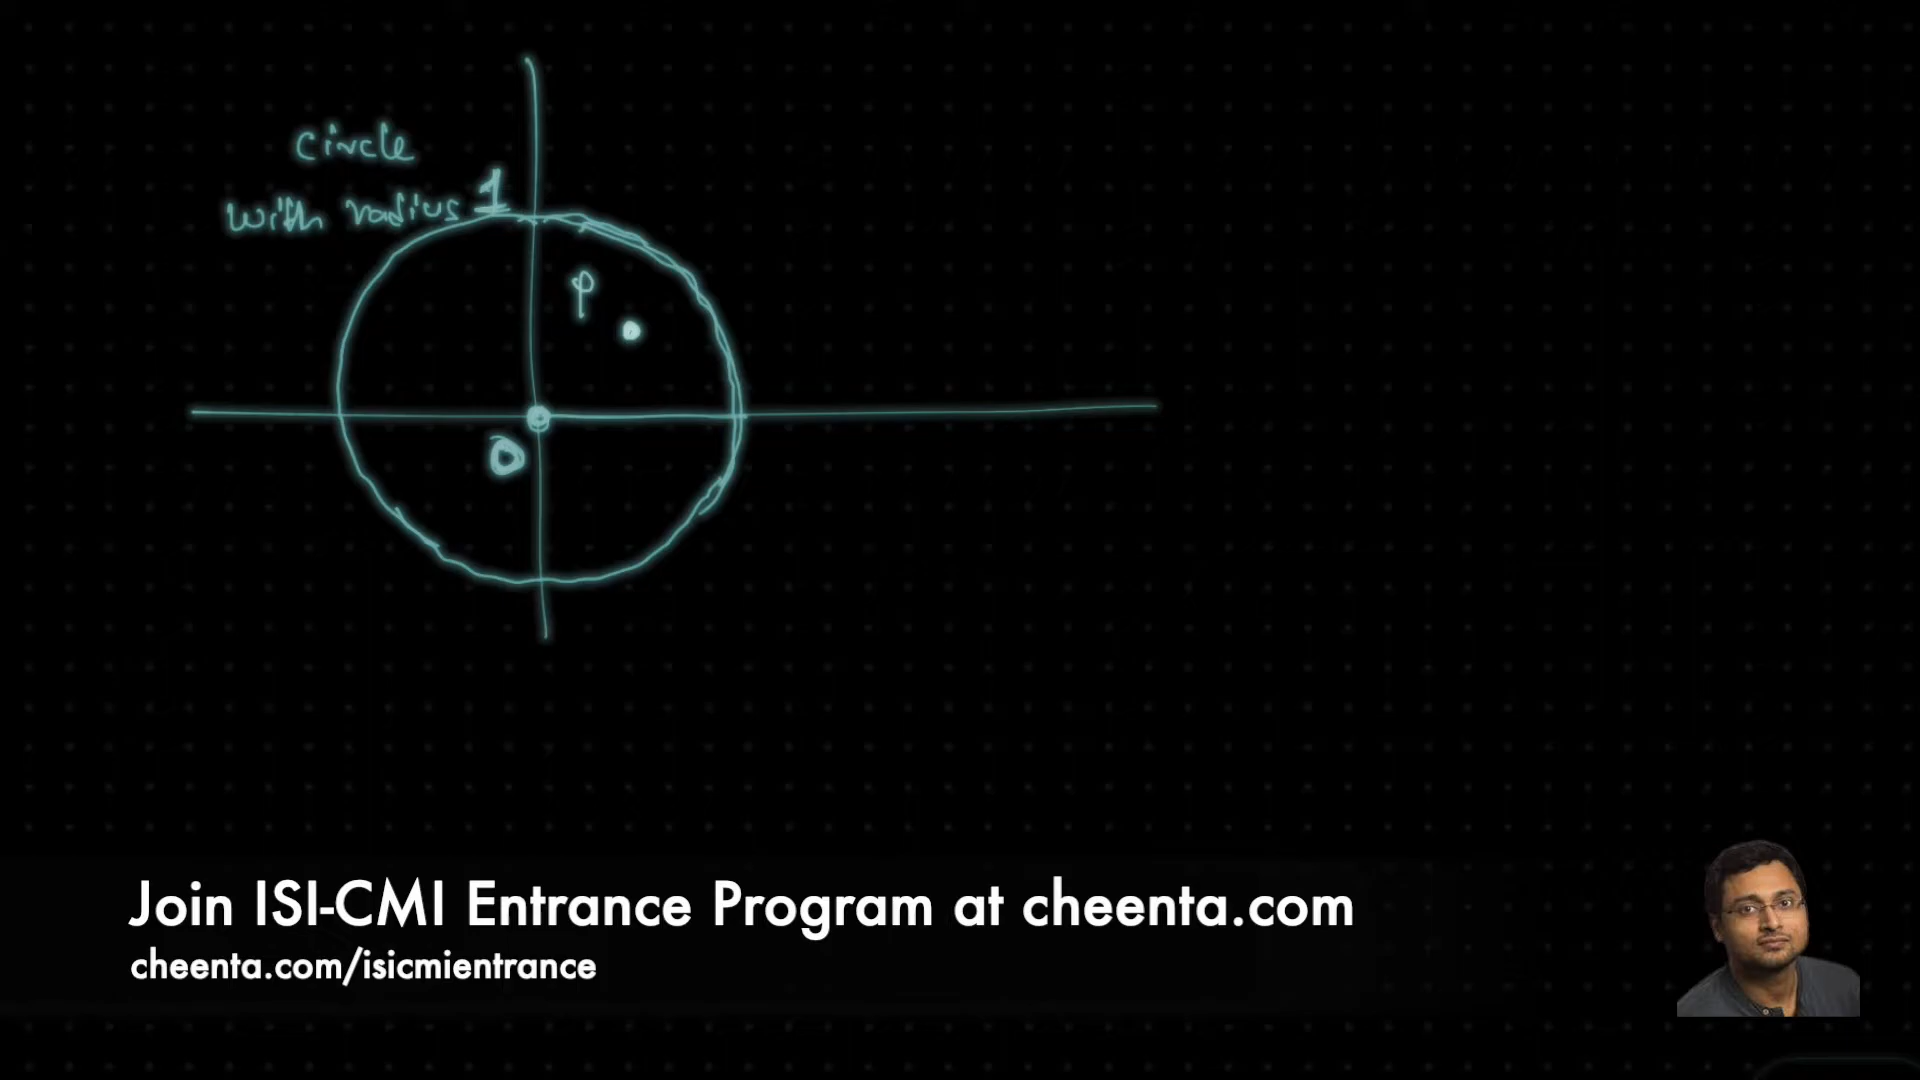 circle
with radius 1
P
O
Join ISI-CMI Entrance Program at cheenta.com
cheenta.com/isicmientrance